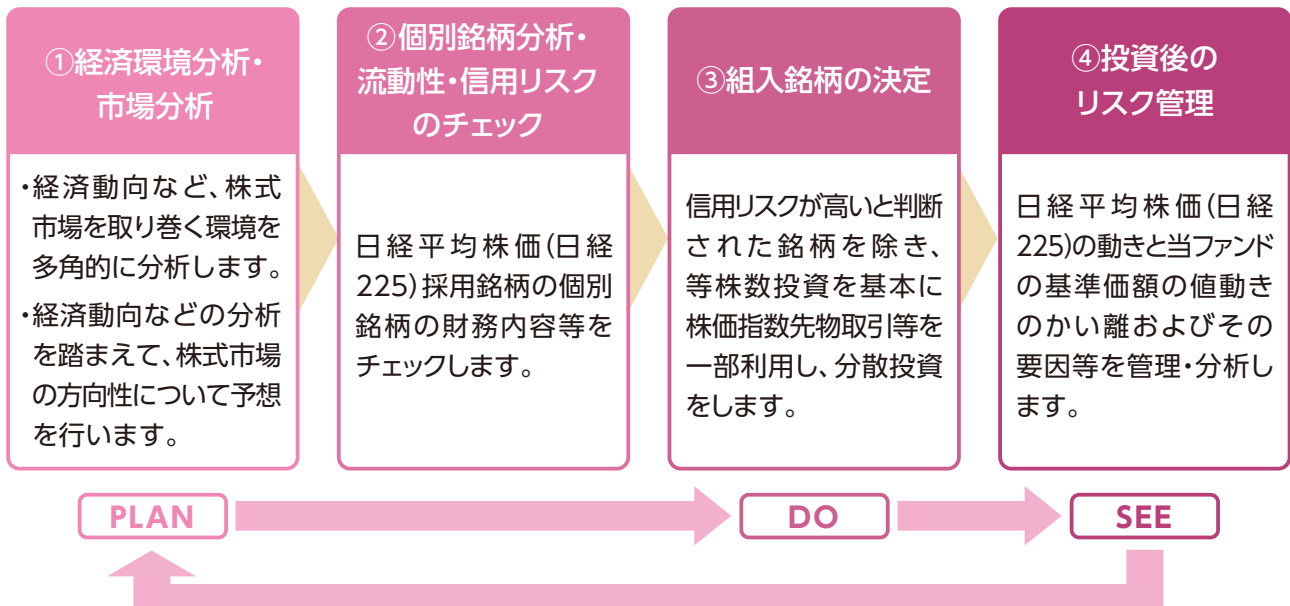 ①経済環境分析・
市場分析
・経済動向など、株式
市場を取り巻く環境を
多角的に分析します。
・経済動向などの分析
を踏まえて、株式市場
の方向性について予想
を行います。
②個別銘柄分析・
流動性・信用リスク
のチェック
日経平均株価(日経
225)採用銘柄の個別
銘柄の財務内容等を
チェックします。
③組入銘柄の決定
信用リスクが高いと判断
された銘柄を除き、
等株数投資を基本に
株価指数先物取引等を
一部利用し、分散投資
をします。
④投資後の
リスク管理
日経平均株価(日経
225)の動きと当ファンド
の基準価額の値動き
のかい離およびその
要因等を管理・分析し
ます。
PLAN
DO
SEE